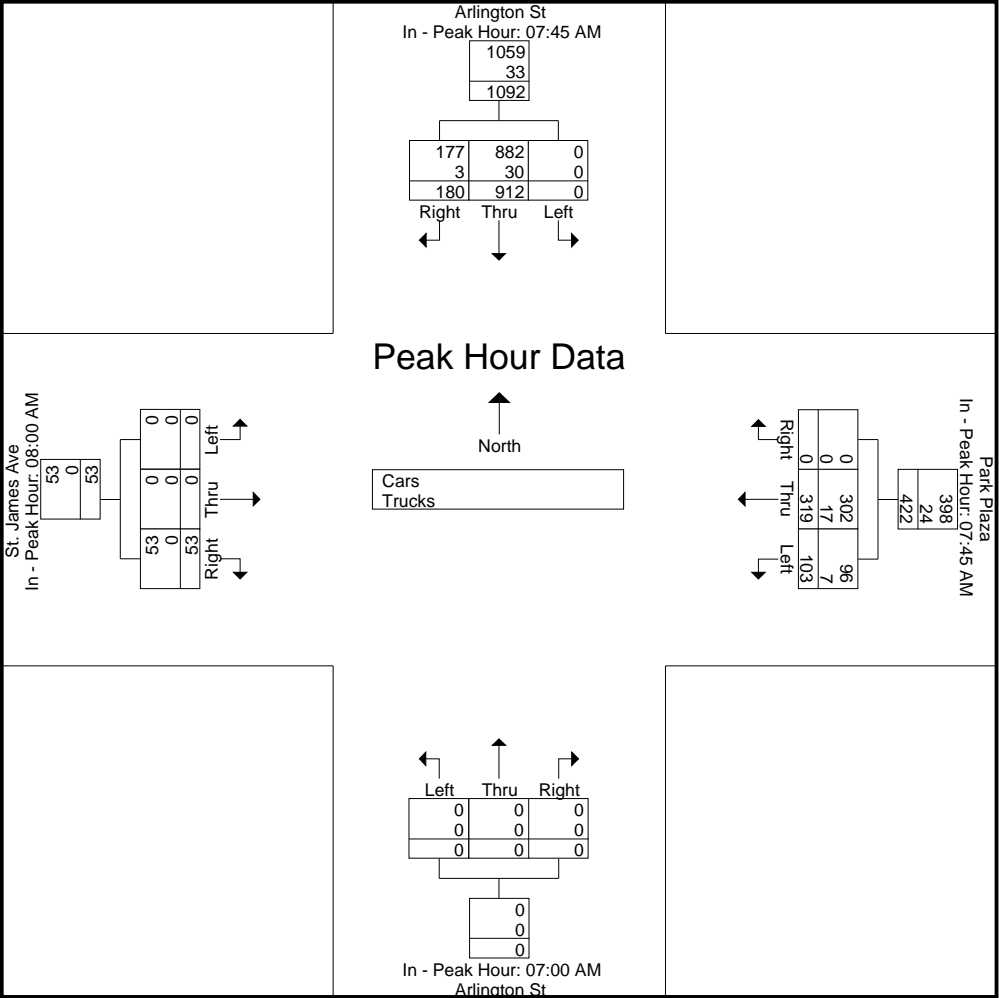 Arlington St
In - Peak Hour: 07:45 AM
1059
33
1092
177 882 0
3 30 0
180 912 0
Right Thru Left
Peak Hour Data
North
Cars
Trucks
St. James Ave
In - Peak Hour: 08:00 AM
53
0
53
0 0 53
0 0 0
0 0 53
Left Thru Right
Park Plaza
In - Peak Hour: 07:45 AM
398
24
422
0 302 96
0 17 7
0 319 103
Right Thru Left
Left Thru Right
0 0 0
0 0 0
0 0 0
0
0
0
In - Peak Hour: 07:00 AM
Arlington St